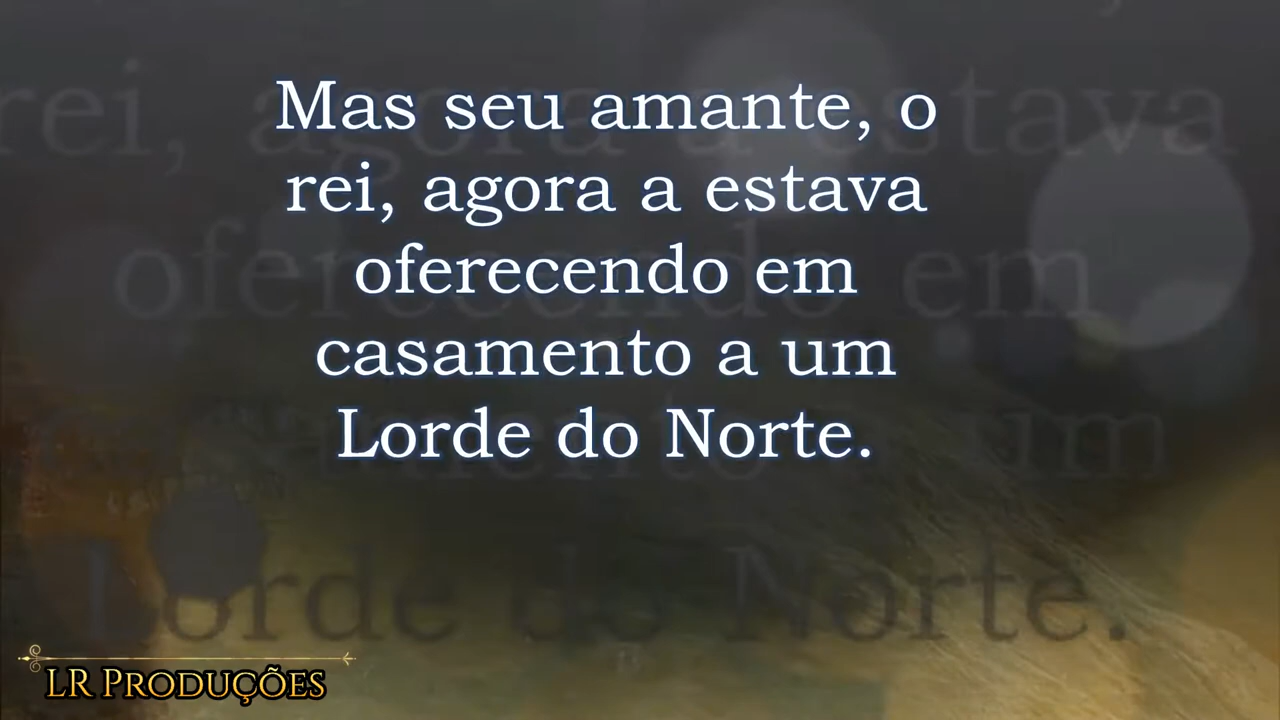 Mas seu amante, o
rei, agora a estava
oferecendo em
casamento a um
Lorde do Norte.
LR Produções